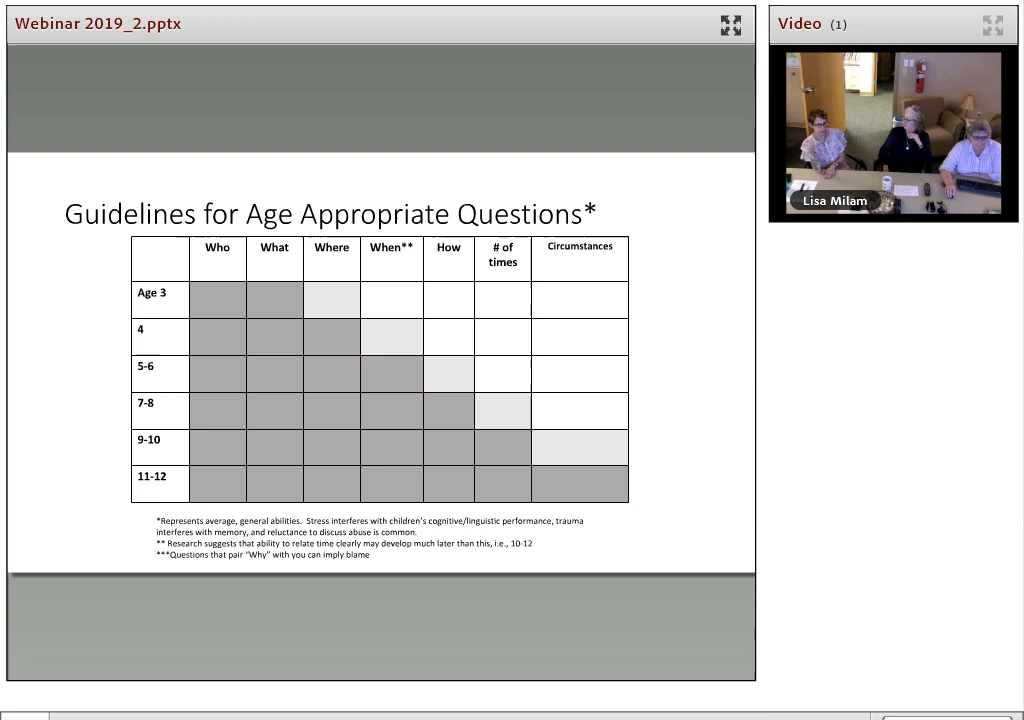 Webinar 2019_2.pptx
Video (1)
Lisa Milam
Guidelines for Age Appropriate Questions*
Who What Where When** How # of times Circumstances
Age 3
4
5-6
7-8
9-10
11-12
*Represents average, general abilities. Stress interferes with children's cognitive/linguistic performance, trauma
interferes with memory, and reluctance to discuss abuse is common.
** Research suggests that ability to relate time clearly may develop much later than this, i.e., 10-12
***Questions that pair "Why" with you can imply blame